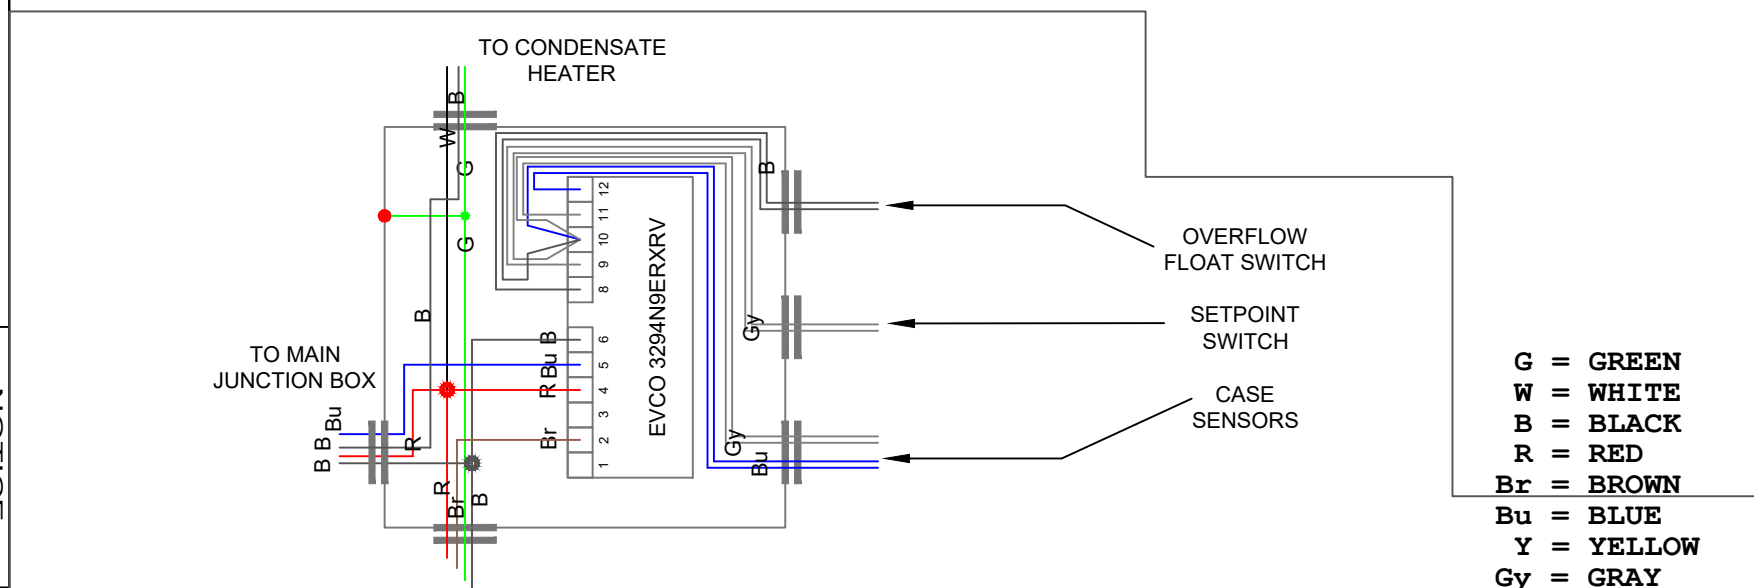 TO CONDENSATE
HEATER
B
W
G
B
12
11
10
9
8
G
EVCO 3294N9ERXRV
OVERFLOW
FLOAT SWITCH
B
SETPOINT
SWITCH
Gy
TO MAIN
JUNCTION BOX
B
6
Bu
5
R
4
3
Br
2
1
CASE
SENSORS
Bu
B
B
R
Gy
Bu
R
Br
B
G = GREEN
W = WHITE
B = BLACK
R = RED
Br = BROWN
Bu = BLUE
Y = YELLOW
Gy = GRAY